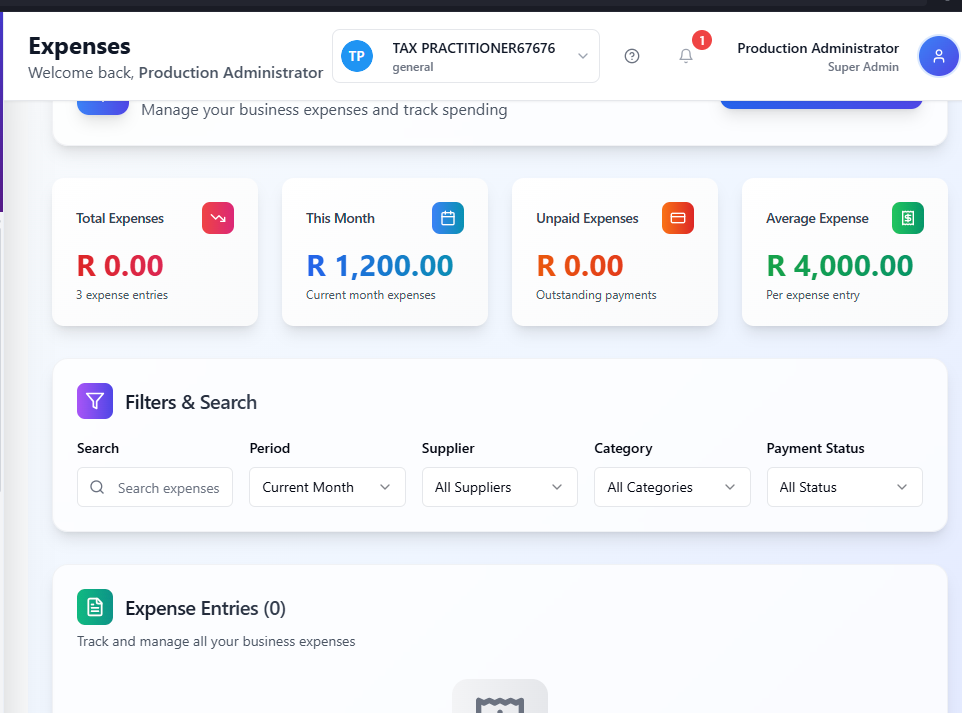 Expenses
Welcome back, Production Administrator
TP
TAX PRACTITIONER67676
general
1
Production Administrator
Super Admin
Manage your business expenses and track spending
Total Expenses
R 0.00
3 expense entries
This Month
R 1,200.00
Current month expenses
Unpaid Expenses
R 0.00
Outstanding payments
Average Expense
R 4,000.00
Per expense entry
Filters & Search
Search
Search expenses
Period
Current Month
Supplier
All Suppliers
Category
All Categories
Payment Status
All Status
Expense Entries (0)
Track and manage all your business expenses